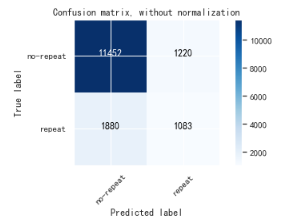 Confusion matrix, without normalization
no-repeat
11452
1220
repeat
1880
1083
True label
no-repeat
repeat
Predicted label
10000
8000
6000
4000
2000